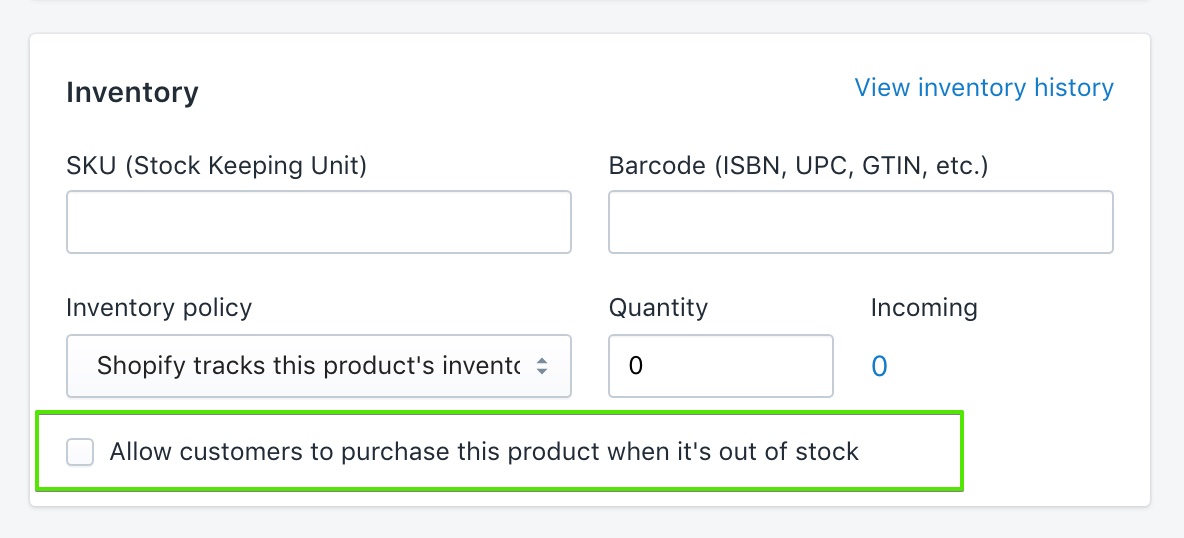 Inventory
View inventory history
SKU (Stock Keeping Unit)
Barcode (ISBN, UPC, GTIN, etc.)
Inventory policy
Quantity
Incoming
Shopify tracks this product's invento
0
0
Allow customers to purchase this product when it's out of stock